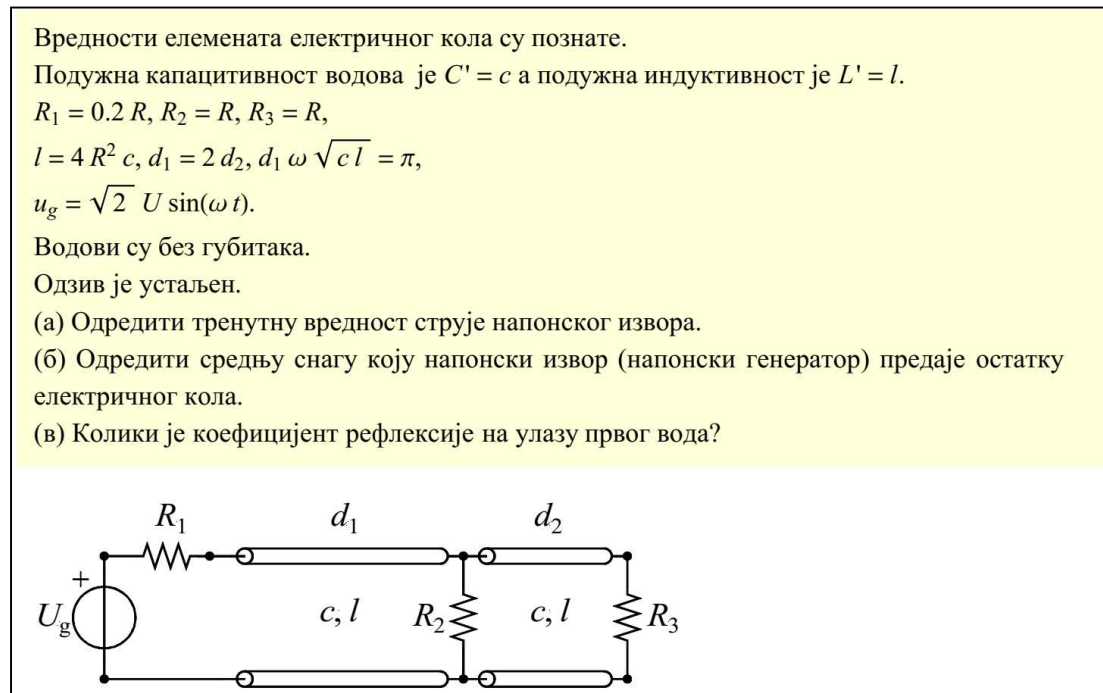 Вредности елемената електричног кола су познате.
Подужна капацитивност водова је C' = c а подужна индуктивност је L' = l.
R₁ = 0.2 R, R₂ = R, R₃ = R,
l = 4 R² c, d₁ = 2 d₂, d₁ ω √(c l) = π,
u_g = √2 U sin(ω t).
Водови су без губитака.
Одзив је устаљен.
(а) Одредити тренутну вредност струје напонског извора.
(б) Одредити средњу снагу коју напонски извор (напонски генератор) предаје остатку
електричног кола.
(в) Колики је коефицијент рефлексије на улазу првог вода?
R₁ d₁ d₂
+
U_g c, l R₂ c, l R₃